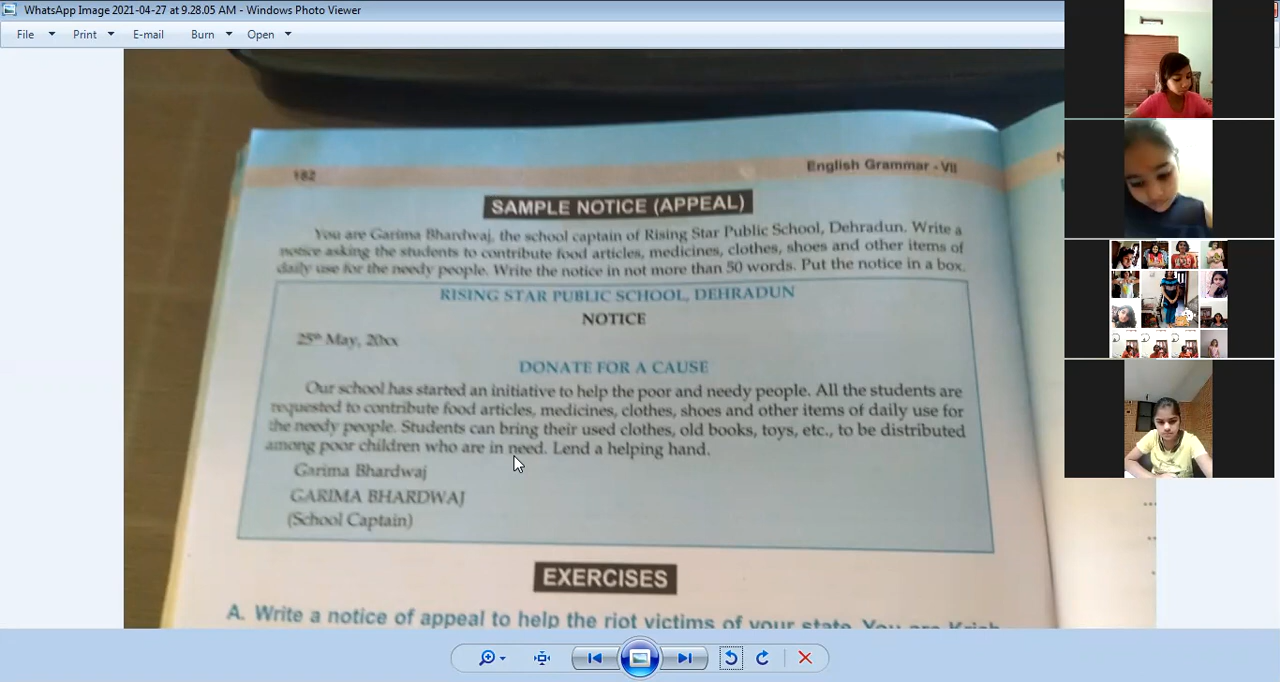 WhatsApp Image 2021-04-27 at 9.28.05 AM - Windows Photo Viewer
File Print E-mail Burn Open
182 English Grammar - VII
SAMPLE NOTICE (APPEAL)
You are Garima Bhardwaj, the school captain of Rising Star Public School, Dehradun. Write a
notice asking the students to contribute food articles, medicines, clothes, shoes and other items of
daily use for the needy people. Write the notice in not more than 50 words. Put the notice in a box.
RISING STAR PUBLIC SCHOOL, DEHRADUN
NOTICE
25th May, 20xx
DONATE FOR A CAUSE
Our school has started an initiative to help the poor and needy people. All the students are
requested to contribute food articles, medicines, clothes, shoes and other items of daily use for
the needy people. Students can bring their used clothes, old books, toys, etc., to be distributed
among poor children who are in need. Lend a helping hand.
Garima Bhardwaj
GARIMA BHARDWAJ
(School Captain)
EXERCISES
A. Write a notice of appeal to help the riot victims of your state. You are